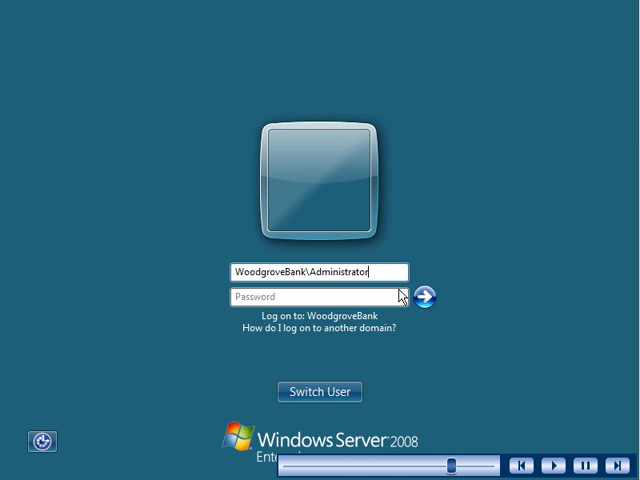 WoodgroveBank\Administrator
Password
Log on to: WoodgroveBank
How do I log on to another domain?
Switch User
Windows Server 2008